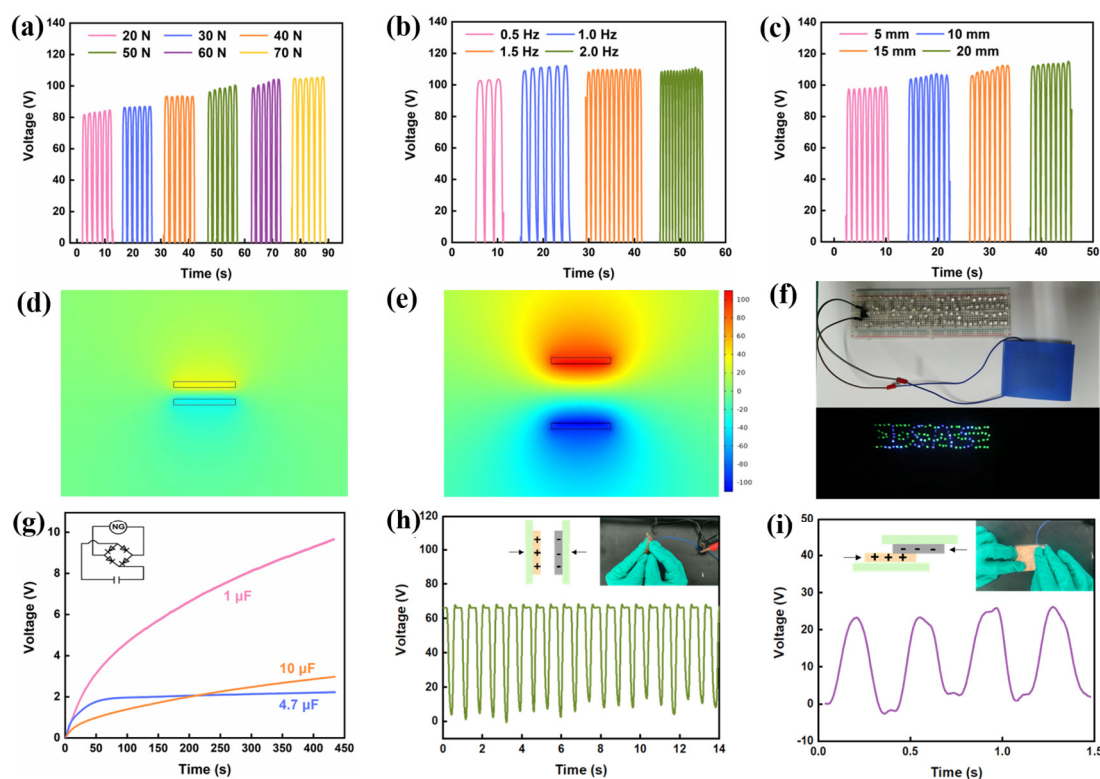 (a)
20 N 30 N 40 N
50 N 60 N 70 N
Voltage (V)
140
120
100
80
60
40
20
0
0 10 20 30 40 50 60 70 80 90
Time (s)
(b)
0.5 Hz 1.0 Hz
1.5 Hz 2.0 Hz
Voltage (V)
140
120
100
80
60
40
20
0
0 10 20 30 40 50 60
Time (s)
(c)
5 mm 10 mm
15 mm 20 mm
Voltage (V)
140
120
100
80
60
40
20
0
0 10 20 30 40 50
Time (s)
(d)
(e)
100
80
60
40
20
0
-20
-40
-60
-80
-100
(f)
(g)
NG
1 µF
10 µF
4.7 µF
Voltage (V)
10
8
6
4
2
0
0 50 100 150 200 250 300 350 400 450
Time (s)
(h)
+ -
+ -
+ -
Voltage (V)
120
100
80
60
40
20
0
0 2 4 6 8 10 12 14
Time (s)
(i)
- - -
+ + +
Voltage (V)
50
40
30
20
10
0
-10
0.0 0.5 1.0 1.5
Time (s)